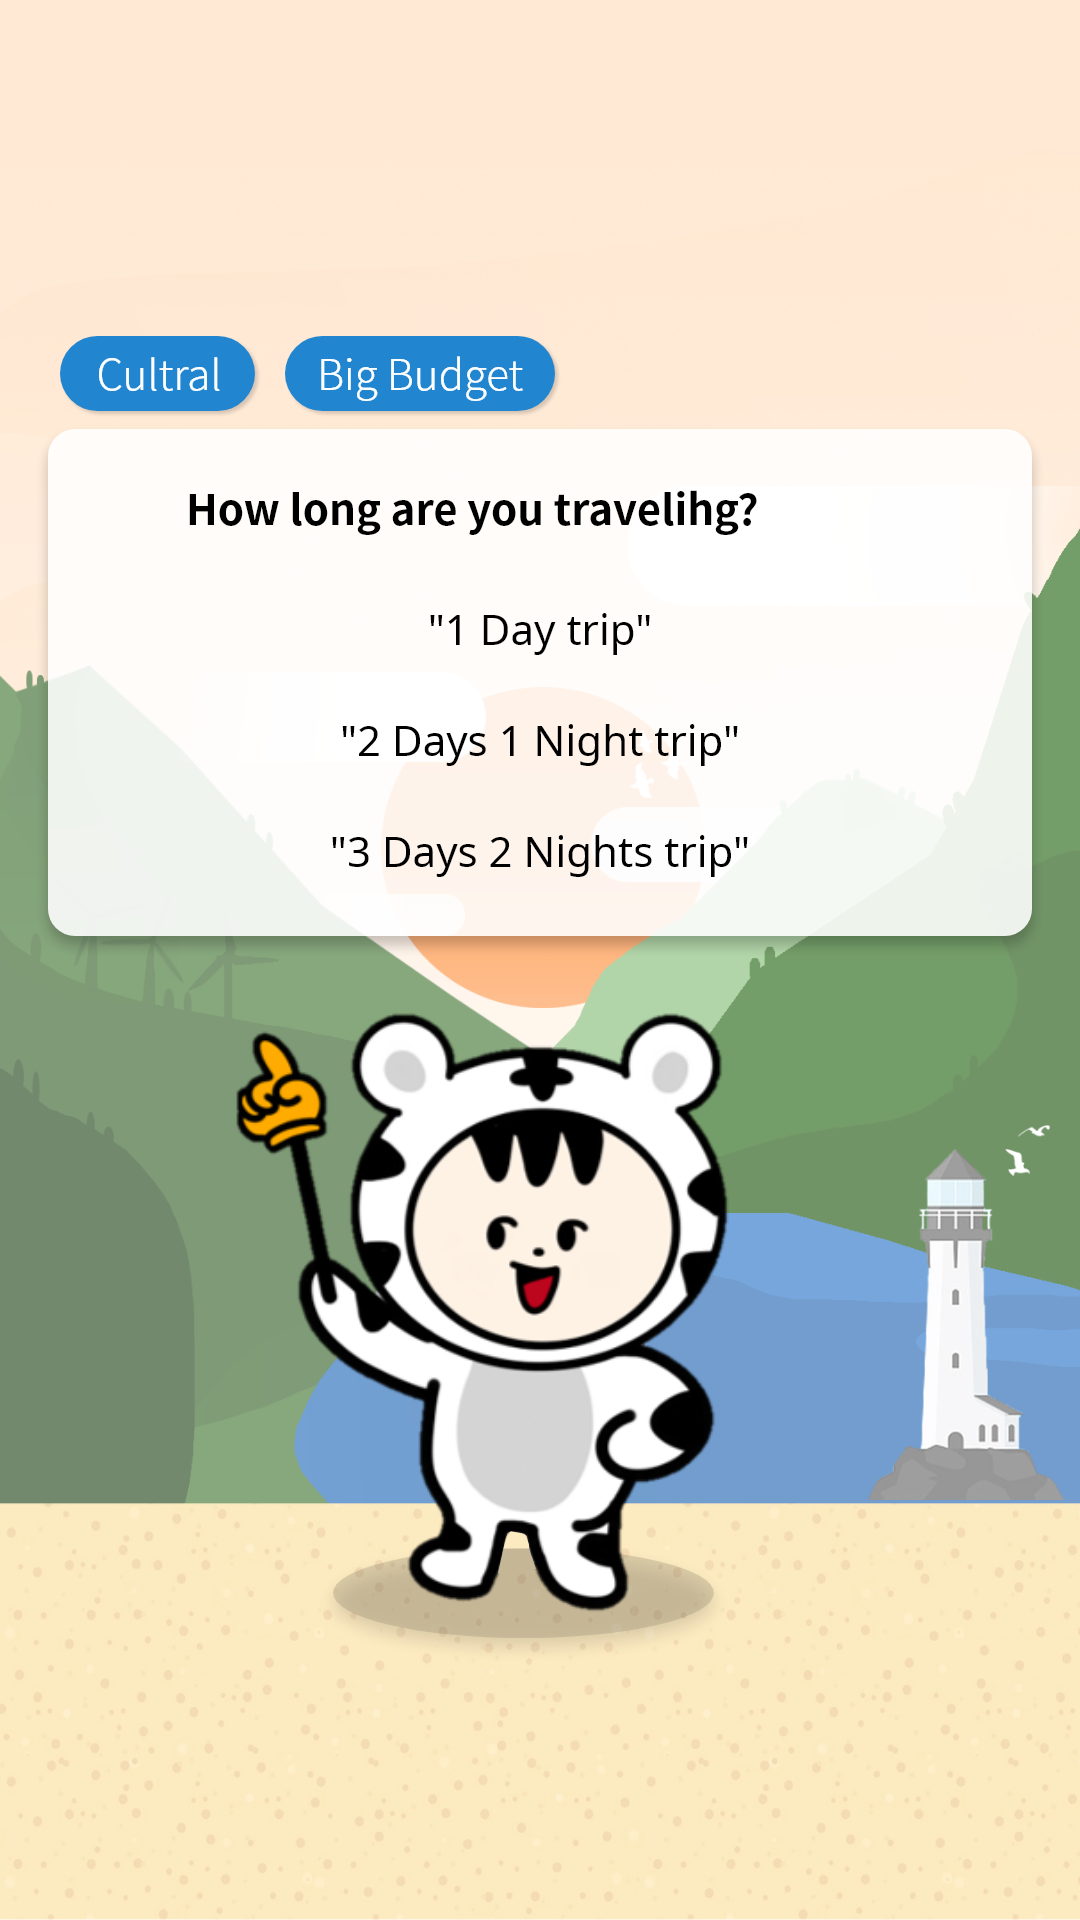 Cultral Big Budget
How long are you travelihg?
"1 Day trip"
"2 Days 1 Night trip"
"3 Days 2 Nights trip"